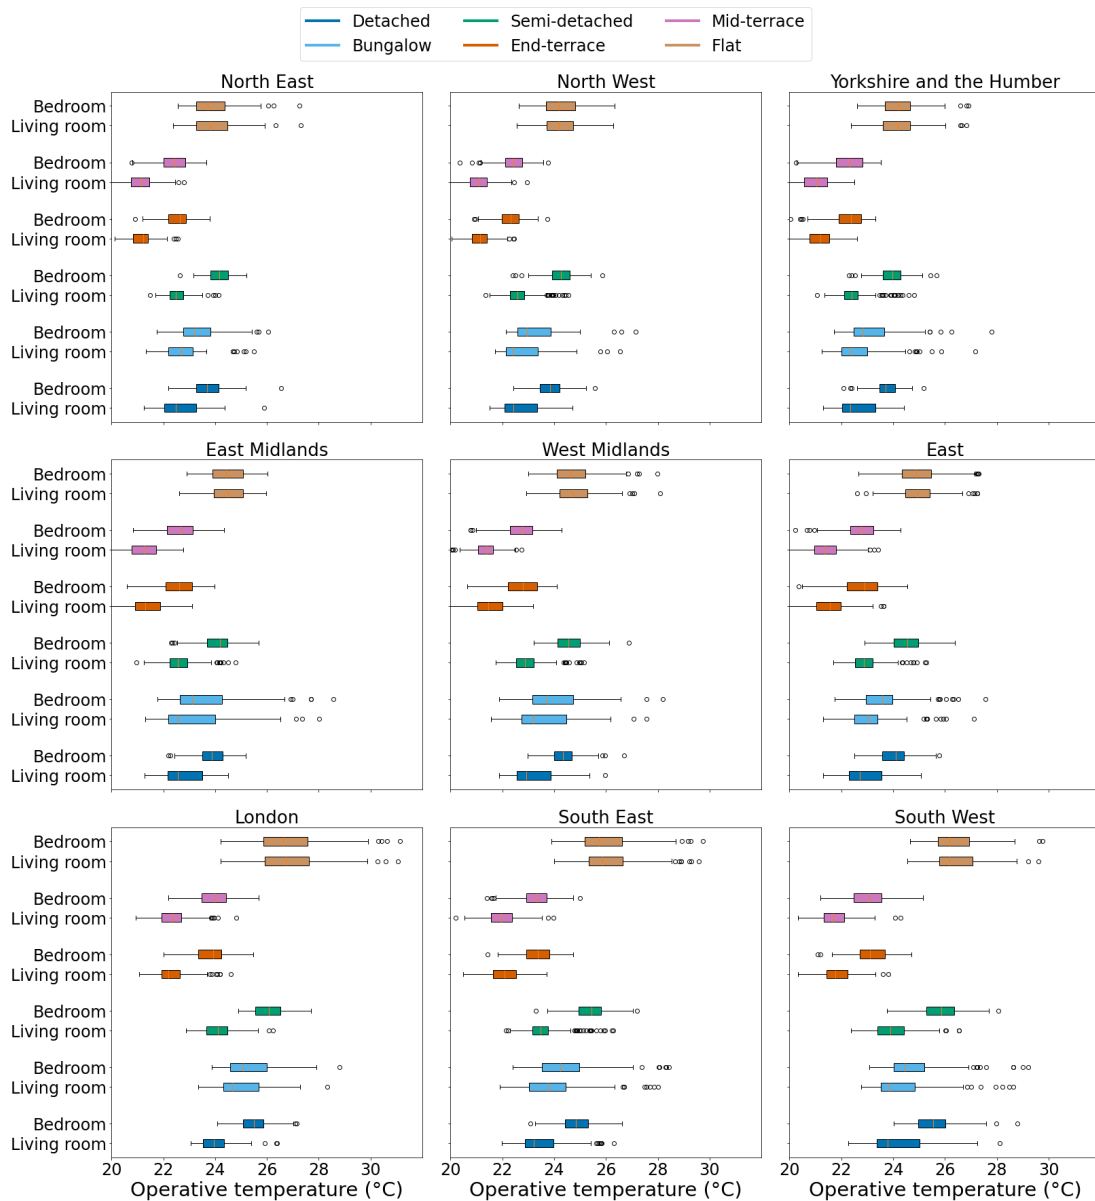 Detached Semi-detached Mid-terrace
Bungalow End-terrace Flat
North East North West Yorkshire and the Humber
Bedroom
Living room
Bedroom
Living room
Bedroom
Living room
Bedroom
Living room
Bedroom
Living room
Bedroom
Living room
East Midlands West Midlands East
Bedroom
Living room
Bedroom
Living room
Bedroom
Living room
Bedroom
Living room
Bedroom
Living room
Bedroom
Living room
London South East South West
Bedroom
Living room
Bedroom
Living room
Bedroom
Living room
Bedroom
Living room
Bedroom
Living room
Bedroom
Living room
20 22 24 26 28 30 20 22 24 26 28 30 20 22 24 26 28 30
Operative temperature (°C) Operative temperature (°C) Operative temperature (°C)